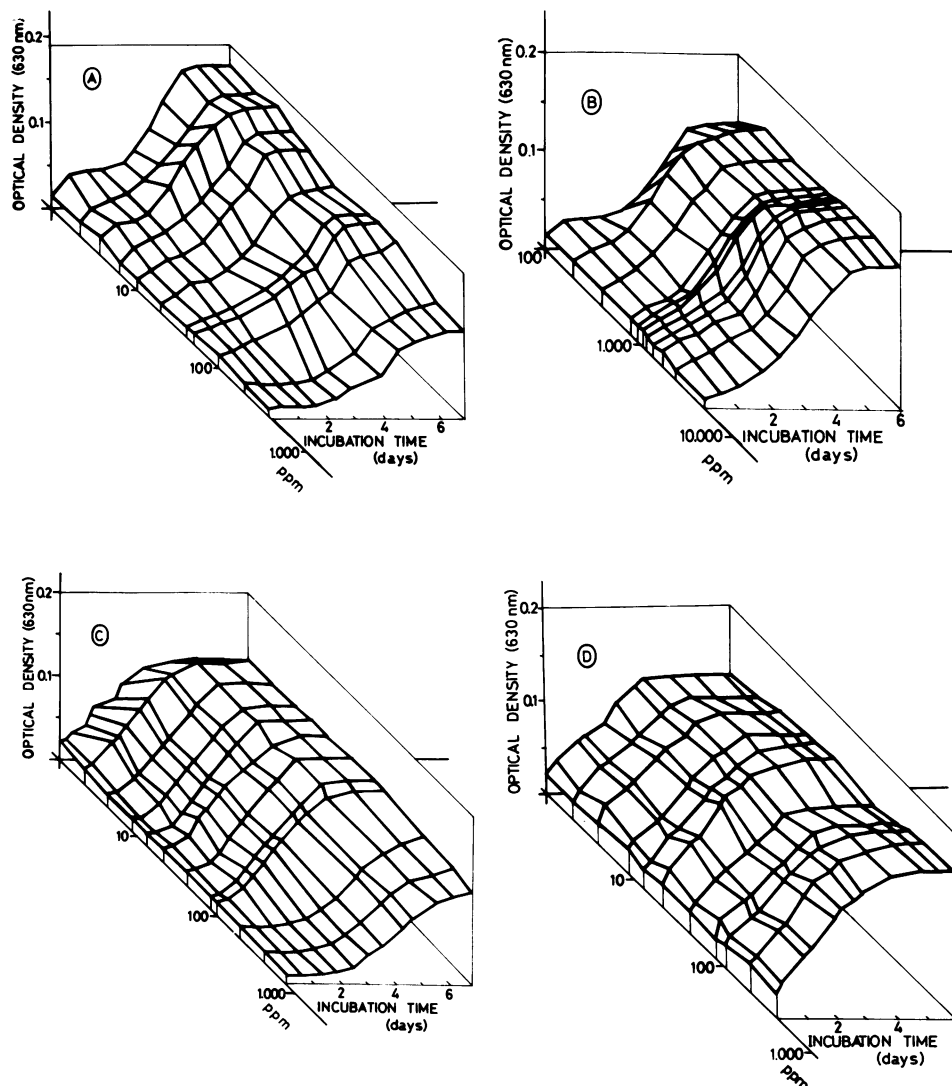 OPTICAL DENSITY (630 nm)
0.2
0.1
A
10
100
1.000
ppm
2 4 6
INCUBATION TIME
(days)
OPTICAL DENSITY (630 nm)
0.2
0.1
B
100
1.000
10.000
ppm
2 4 6
INCUBATION TIME
(days)
OPTICAL DENSITY (630nm)
0.2
0.1
C
10
100
1.000
ppm
2 4 6
INCUBATION TIME
(days)
OPTICAL DENSITY (630 nm)
0.2
0.1
D
10
100
1.000
ppm
2 4
INCUBATION TIME
(days)